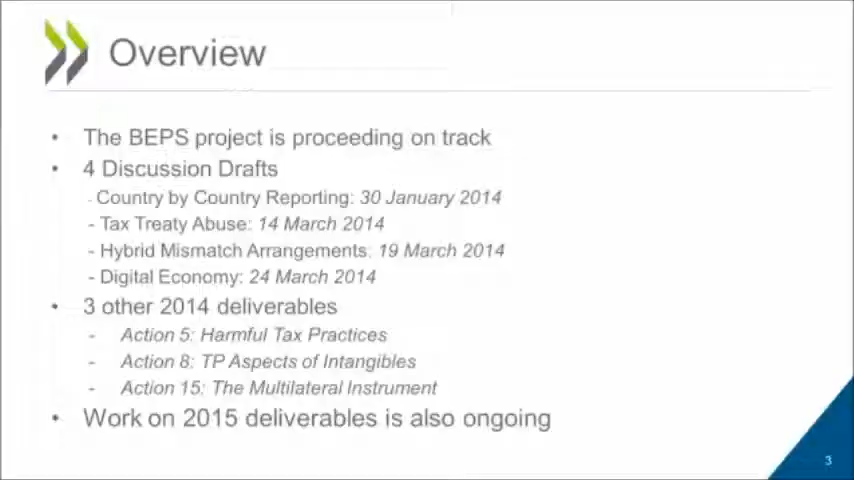 Overview
• The BEPS project is proceeding on track
• 4 Discussion Drafts
- Country by Country Reporting: 30 January 2014
- Tax Treaty Abuse: 14 March 2014
- Hybrid Mismatch Arrangements: 19 March 2014
- Digital Economy: 24 March 2014
• 3 other 2014 deliverables
- Action 5: Harmful Tax Practices
- Action 8: TP Aspects of Intangibles
- Action 15: The Multilateral Instrument
• Work on 2015 deliverables is also ongoing
3